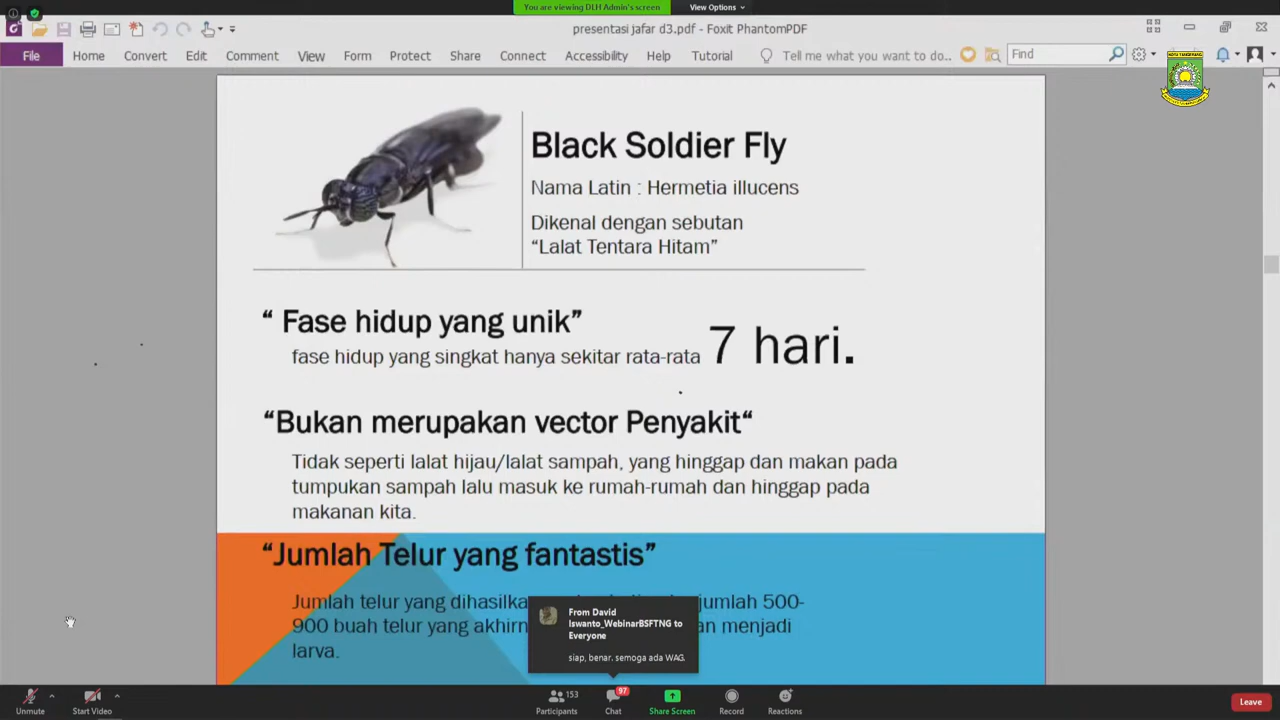 You are viewing DLH Admin's screen
View Options
presentasi jafar d3.pdf - Foxit PhantomPDF
File Home Convert Edit Comment View Form Protect Share Connect Accessibility Help Tutorial Tell me what you want to do.. Find
KOTA TANGERANG
Black Soldier Fly
Nama Latin : Hermetia illucens
Dikenal dengan sebutan
“Lalat Tentara Hitam”
“ Fase hidup yang unik”
fase hidup yang singkat hanya sekitar rata-rata 7 hari.
“Bukan merupakan vector Penyakit“
Tidak seperti lalat hijau/lalat sampah, yang hinggap dan makan pada
tumpukan sampah lalu masuk ke rumah-rumah dan hinggap pada
makanan kita.
“Jumlah Telur yang fantastis”
Jumlah telur yang jumlah 500-
900 buah telur yang menjadi
larva.
From David
Iswanto_WebinarBSFTNG to
Everyone
siap, benar. semoga ada WAG.
153
97
Unmute Start Video Participants Chat Share Screen Record Reactions Leave